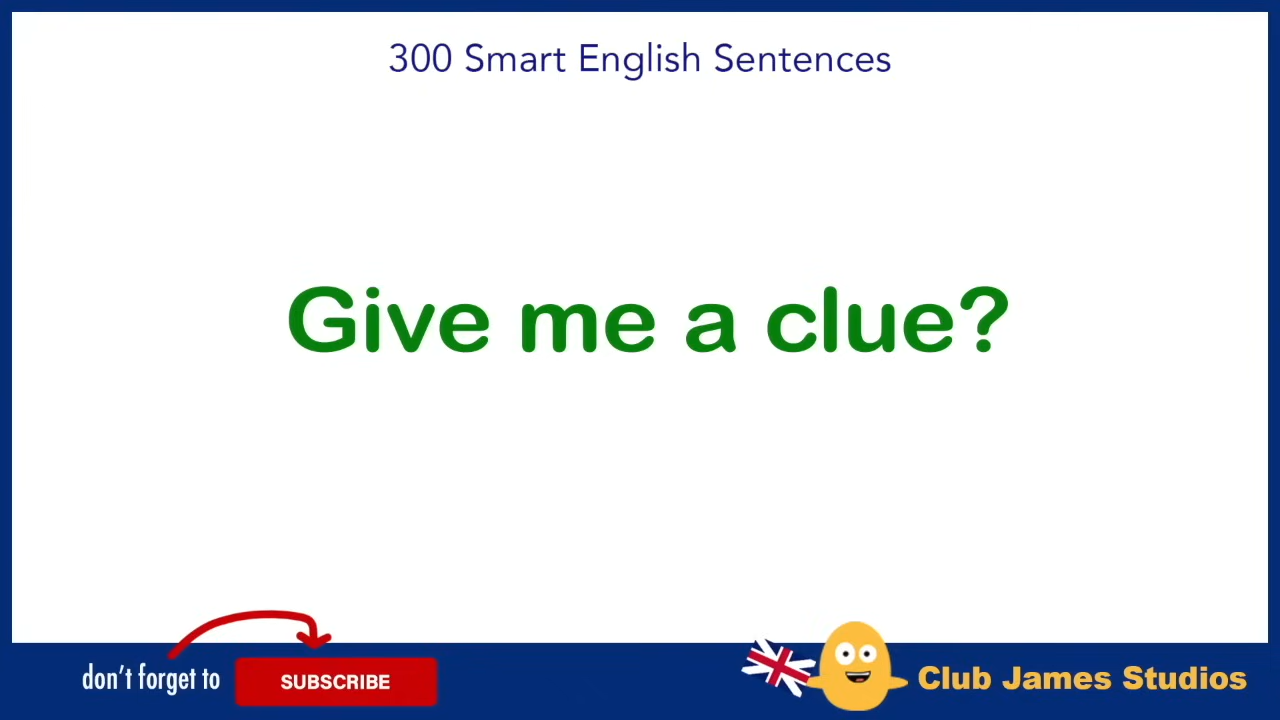 300 Smart English Sentences
Give me a clue?
don't forget to
SUBSCRIBE
Club James Studios